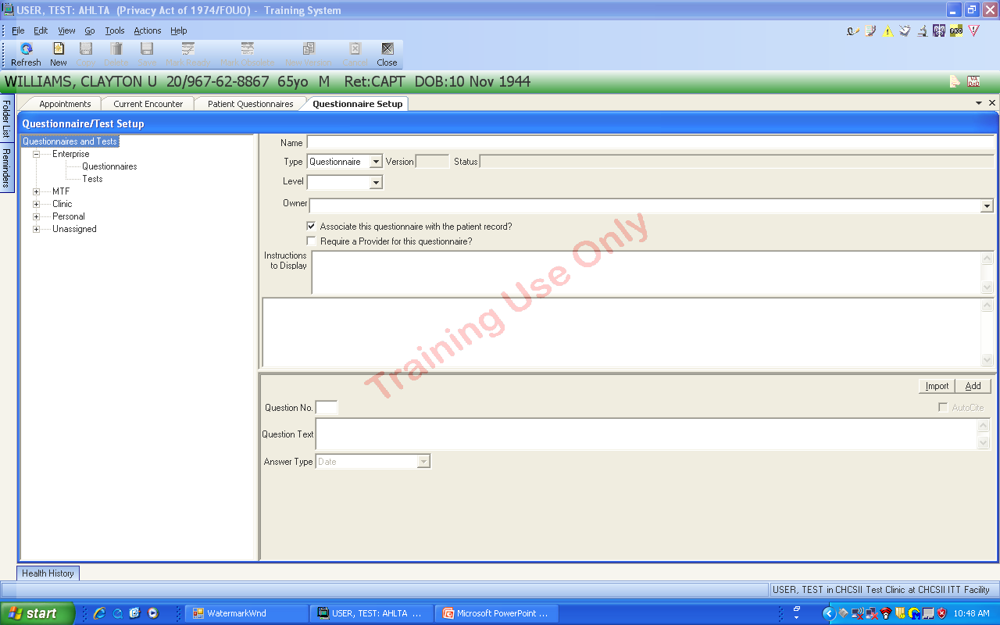 USER, TEST: AHLTA (Privacy Act of 1974/FOUO) - Training System
File Edit View Go Tools Actions Help
Refresh New Copy Delete Save Mark Ready Mark Obsolete New Version Cancel Close
WILLIAMS, CLAYTON U 20/967-62-8867 65yo M Ret:CAPT DOB:10 Nov 1944
Appointments Current Encounter Patient Questionnaires Questionnaire Setup
Folder List
Reminders
Questionnaire/Test Setup
Questionnaires and Tests
Enterprise
Questionnaires
Tests
MTF
Clinic
Personal
Unassigned
Name
Type Questionnaire Version Status
Level
Owner
Associate this questionnaire with the patient record?
Require a Provider for this questionnaire?
Instructions
to Display
Training Use Only
Import Add
Question No. AutoCite
Question Text
Answer Type Date
Health History
USER, TEST in CHCSII Test Clinic at CHCSII ITT Facility
start WatermarkWnd USER, TEST: AHLTA ... Microsoft PowerPoint ... 10:48 AM